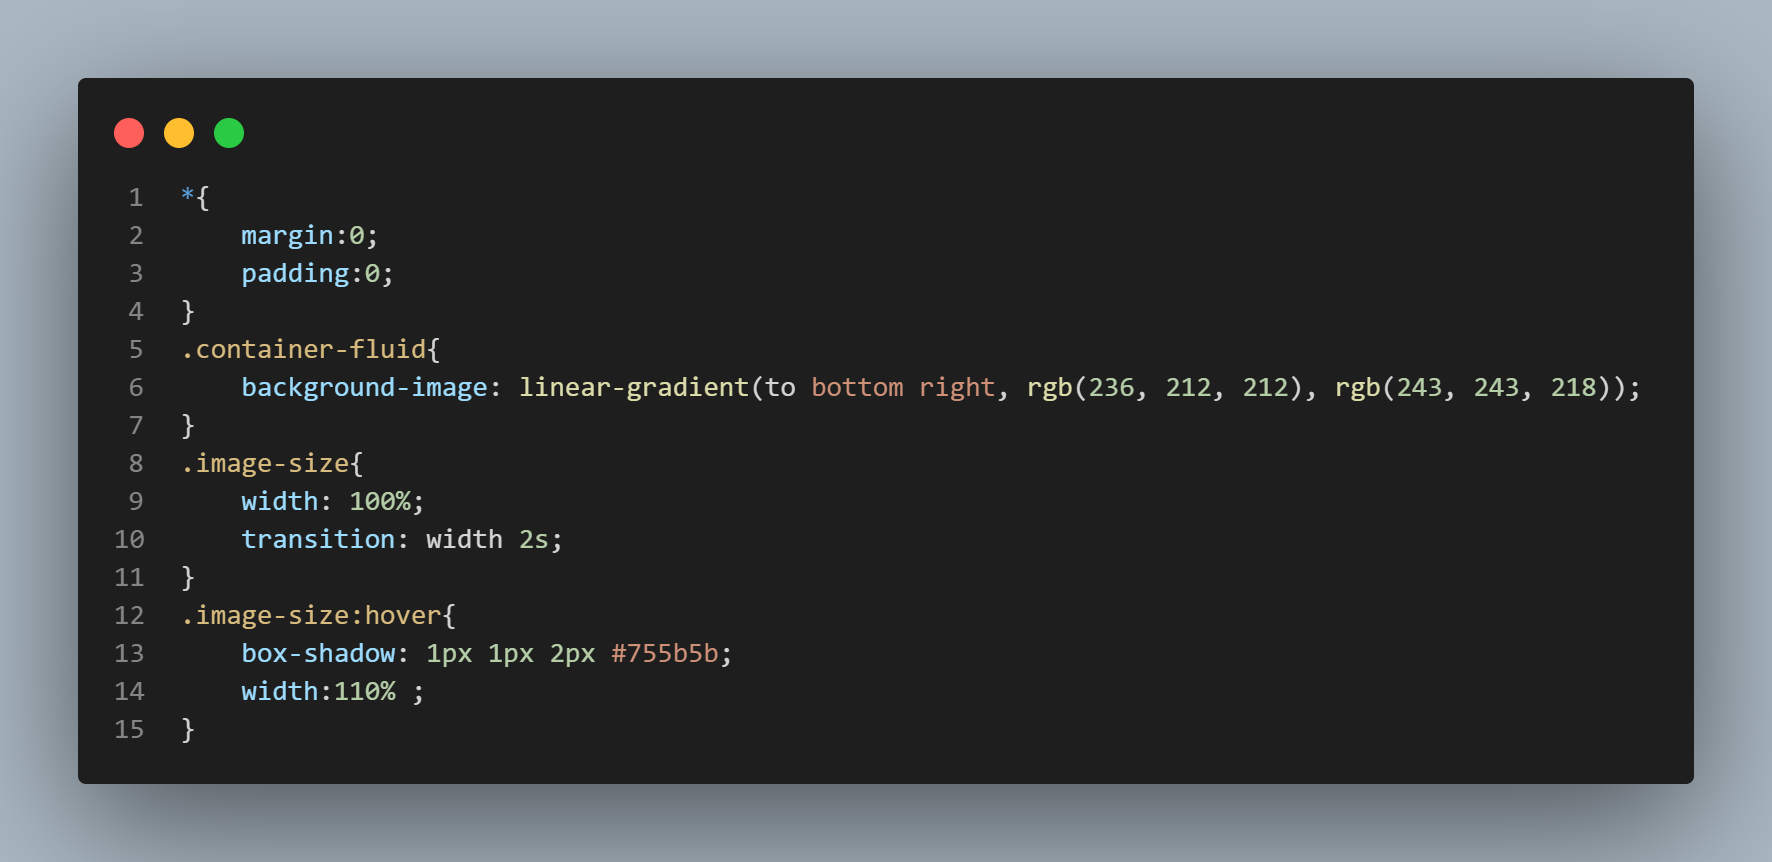 1 *{
2     margin:0;
3     padding:0;
4 }
5 .container-fluid{
6     background-image: linear-gradient(to bottom right, rgb(236, 212, 212), rgb(243, 243, 218));
7 }
8 .image-size{
9     width: 100%;
10     transition: width 2s;
11 }
12 .image-size:hover{
13     box-shadow: 1px 1px 2px #755b5b;
14     width:110% ;
15 }